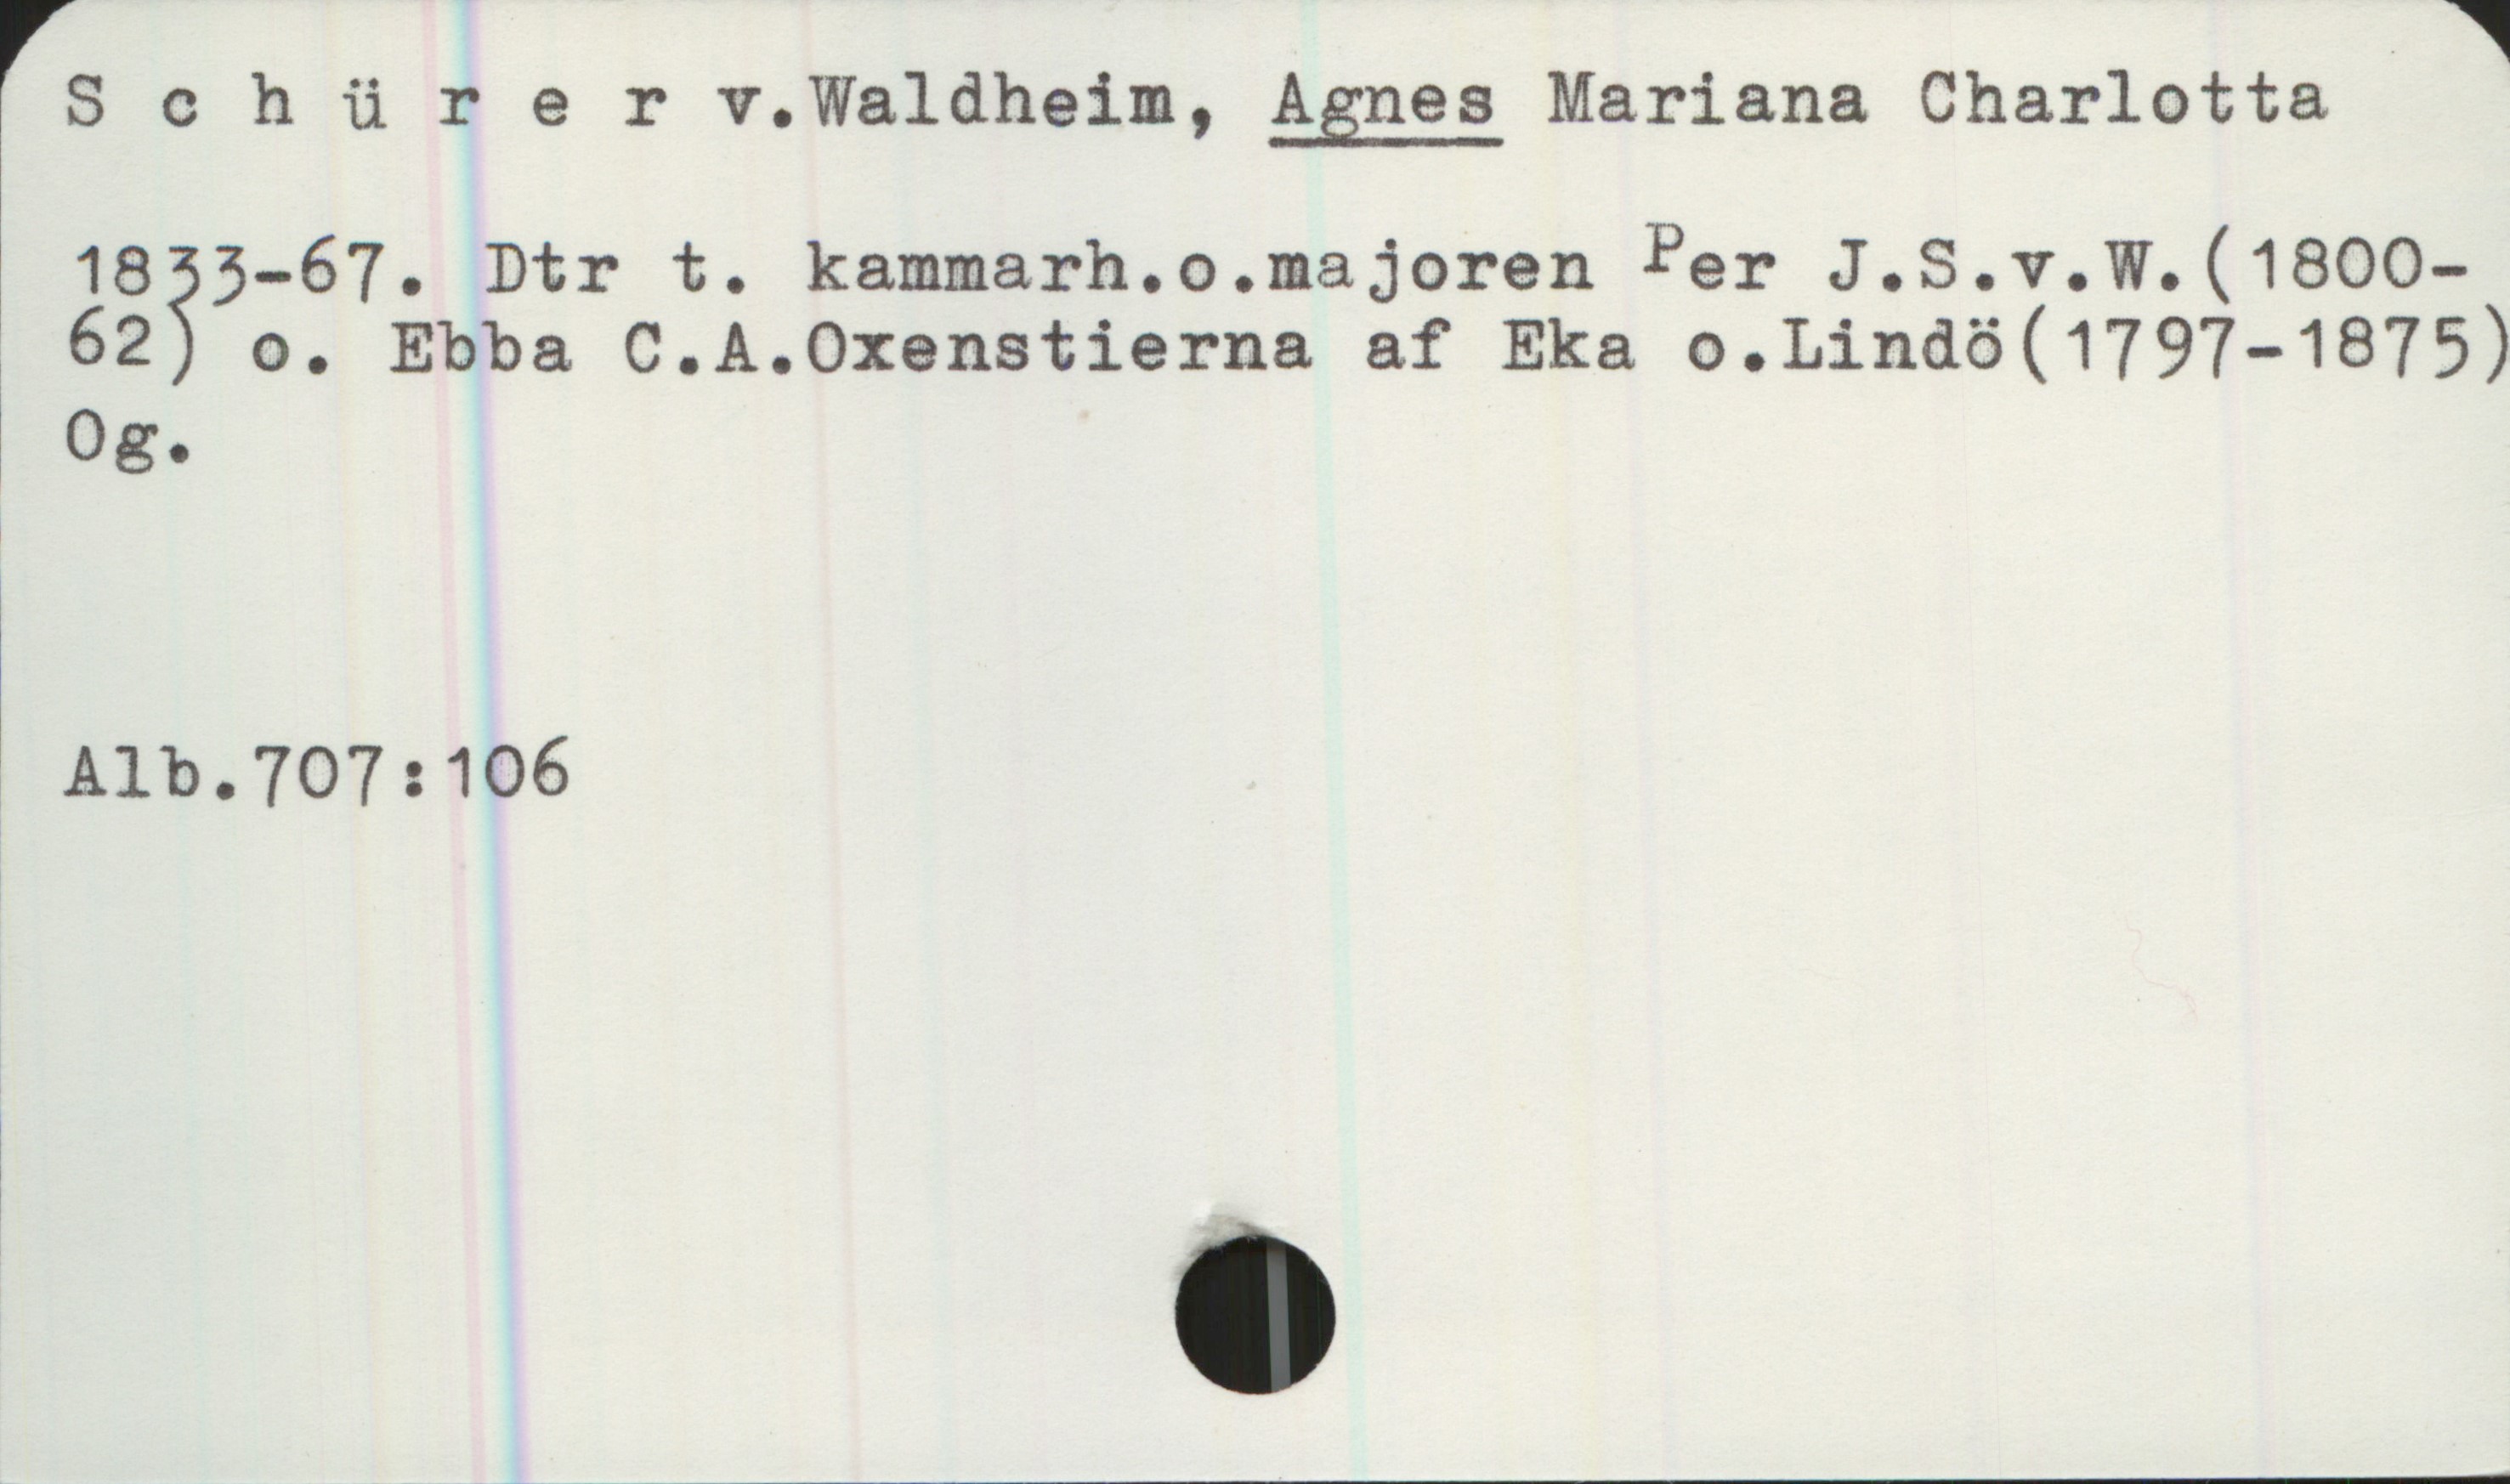 S c h ü r e r v.Waldheim, Agnes Mariana Charlotta
1833-67. Dtr t. kammarh.o.majoren Per J.S.v.W.(1800-
62) o. Ebba C.A.Oxenstierna af Eka o.Lindö(1797-1875)
Og.
Alb.707:106